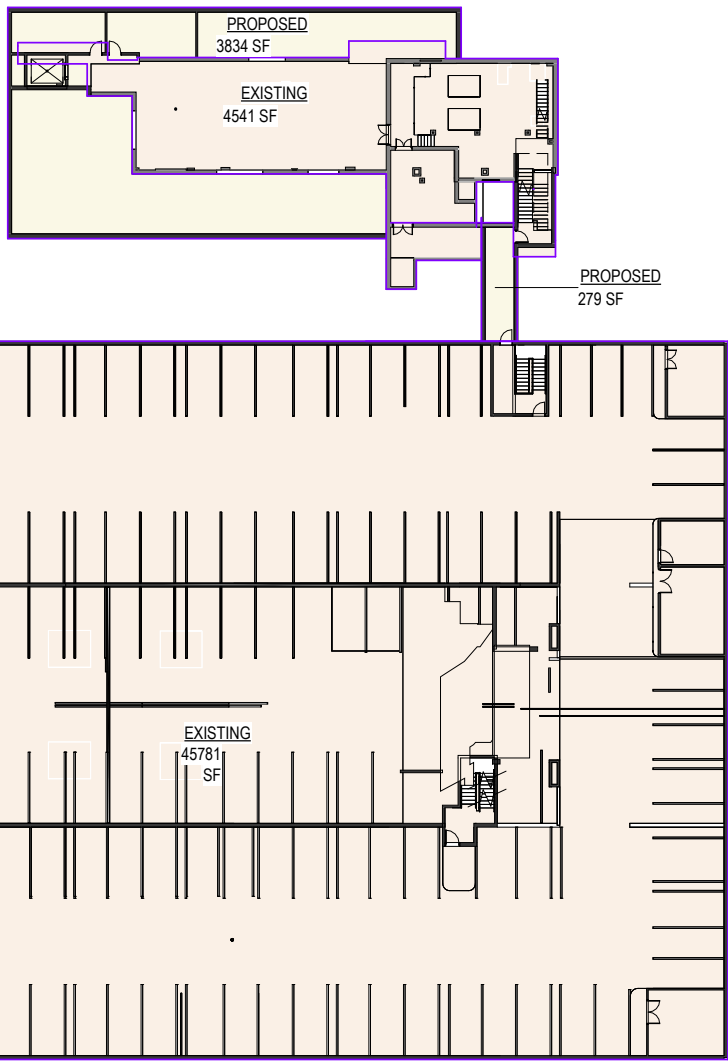 PROPOSED
3834 SF
EXISTING
4541 SF
PROPOSED
279 SF
EXISTING
45781
SF